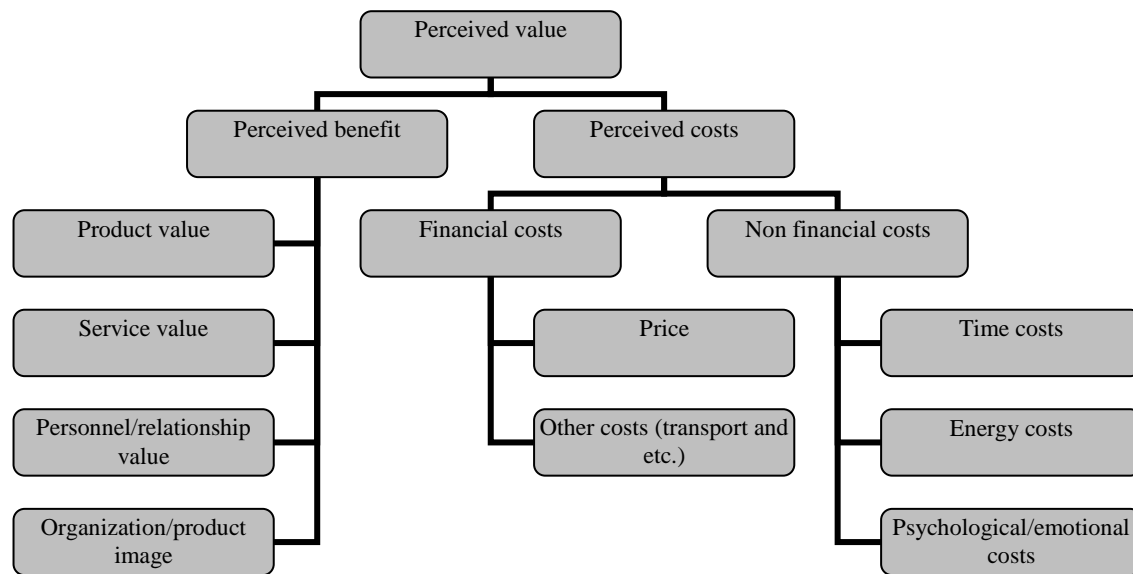 Perceived value
Perceived benefit
Perceived costs
Product value
Financial costs
Non financial costs
Service value
Price
Time costs
Personnel/relationship
value
Other costs (transport and
etc.)
Energy costs
Organization/product
image
Psychological/emotional
costs